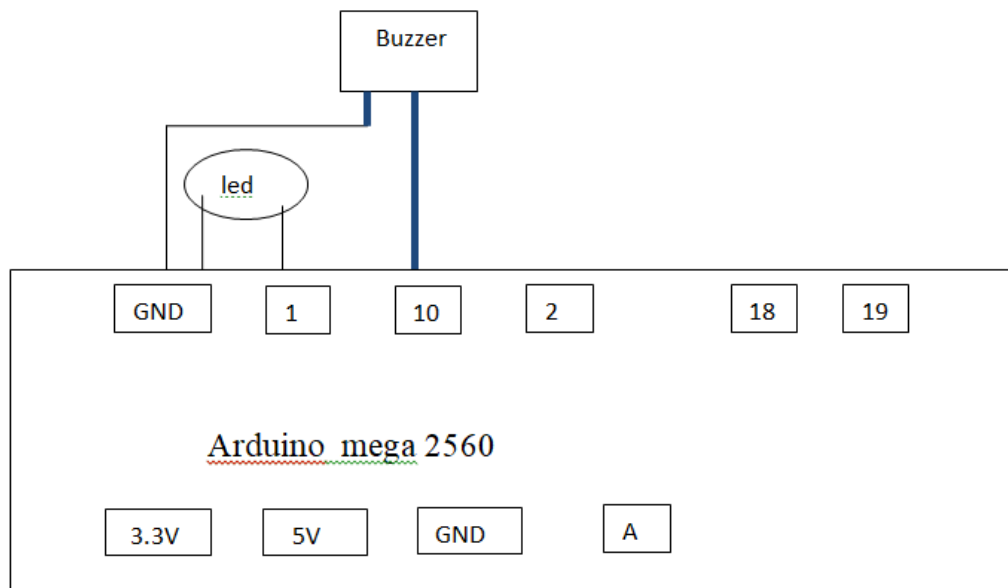 Buzzer
led
GND
1
10
2
18
19
Arduino mega 2560
3.3V
5V
GND
A